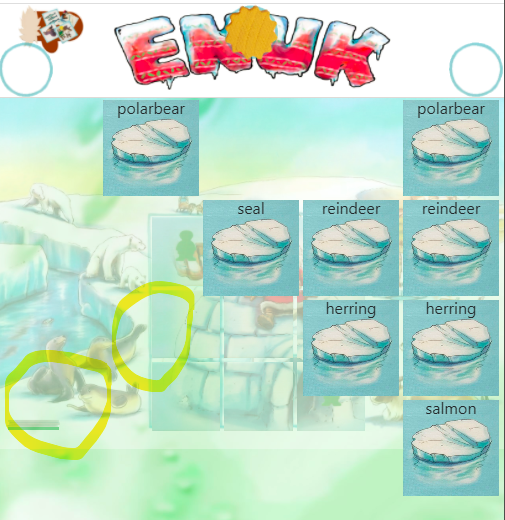 ENUK
polarbear polarbear
seal reindeer reindeer
herring herring
salmon